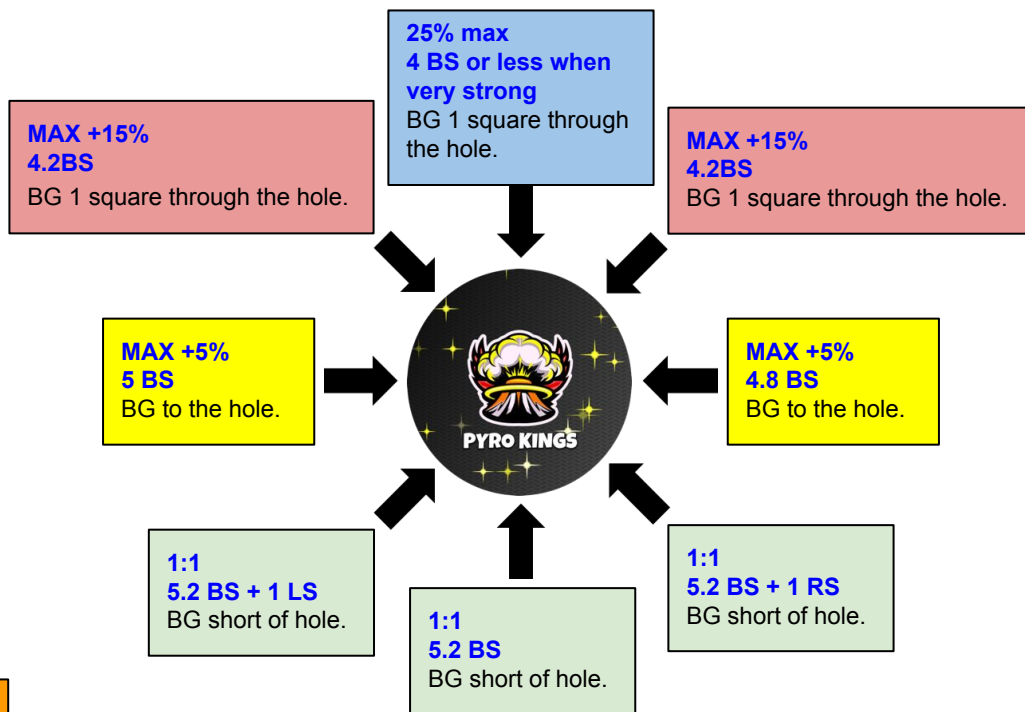 25% max
4 BS or less when
very strong
BG 1 square through
the hole.
MAX +15%
4.2BS
BG 1 square through the hole.
MAX +15%
4.2BS
BG 1 square through the hole.
MAX +5%
5 BS
BG to the hole.
PYRO KINGS
MAX +5%
4.8 BS
BG to the hole.
1:1
5.2 BS + 1 LS
BG short of hole.
1:1
5.2 BS
BG short of hole.
1:1
5.2 BS + 1 RS
BG short of hole.